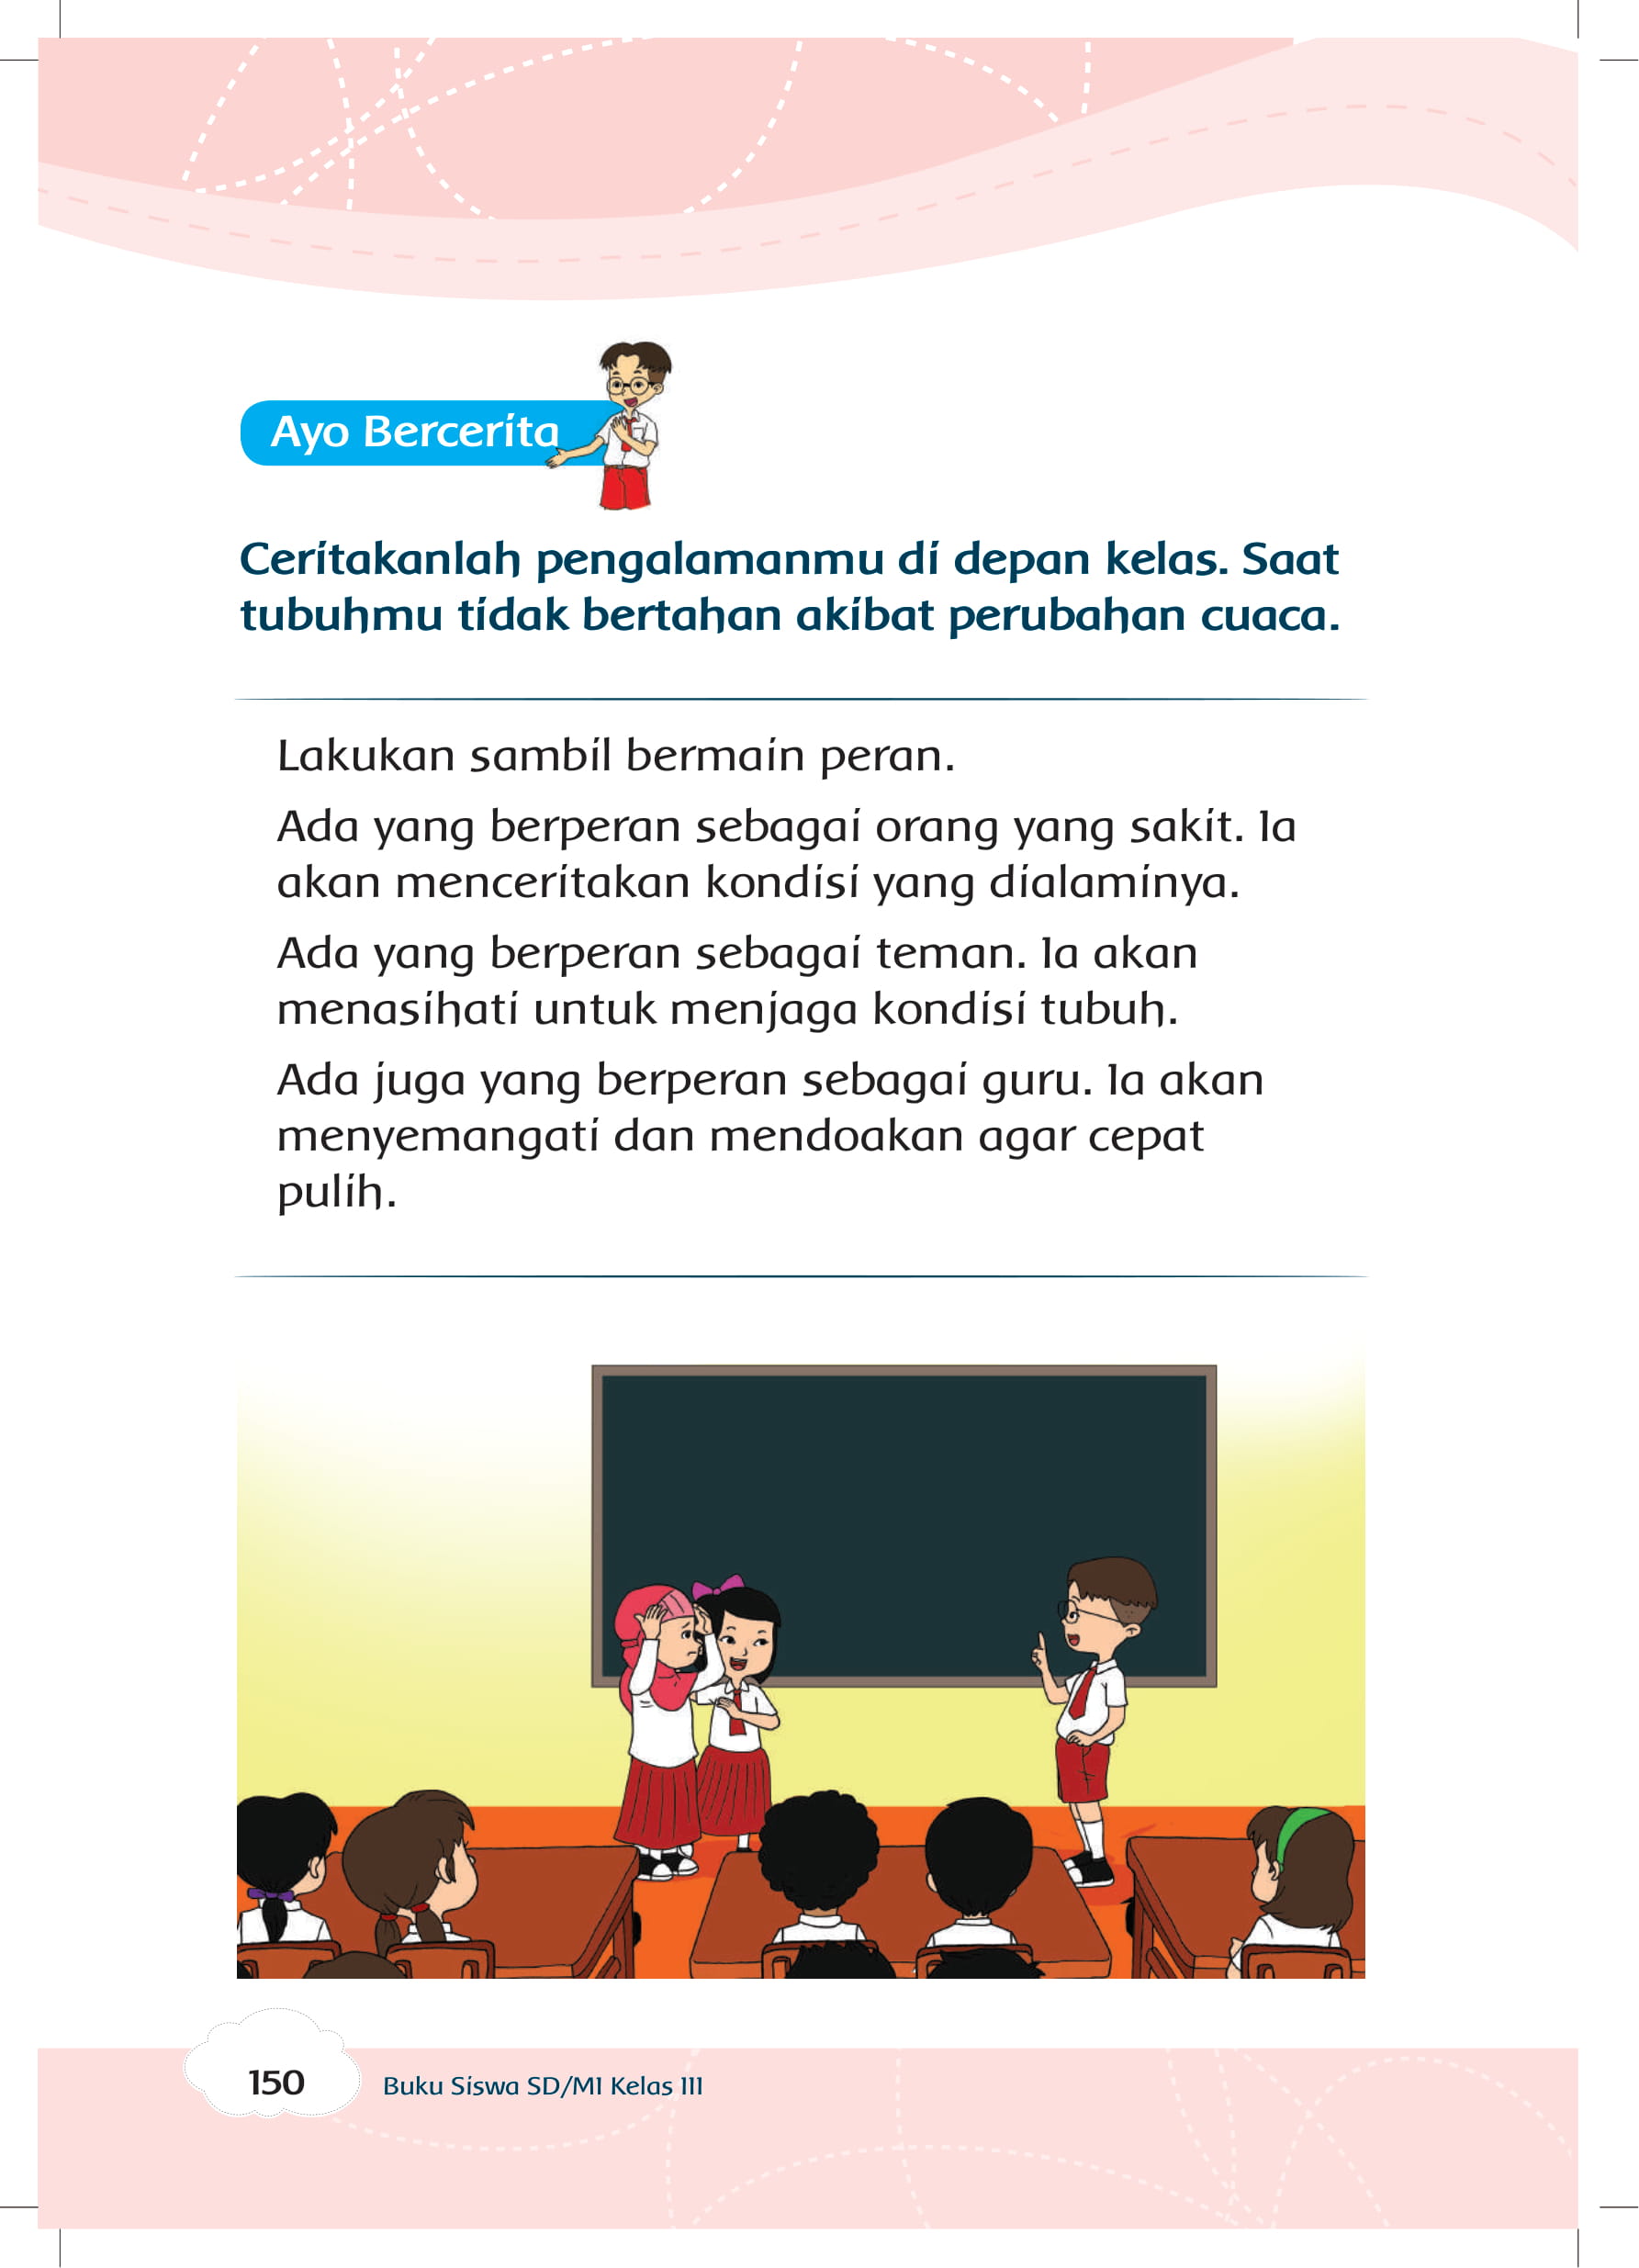 Ayo Bercerita
Ceritakanlah pengalamanmu di depan kelas. Saat
tubuhmu tidak bertahan akibat perubahan cuaca.
Lakukan sambil bermain peran.
Ada yang berperan sebagai orang yang sakit. Ia
akan menceritakan kondisi yang dialaminya.
Ada yang berperan sebagai teman. Ia akan
menasihati untuk menjaga kondisi tubuh.
Ada juga yang berperan sebagai guru. Ia akan
menyemangati dan mendoakan agar cepat
pulih.
150
Buku Siswa SD/MI Kelas III